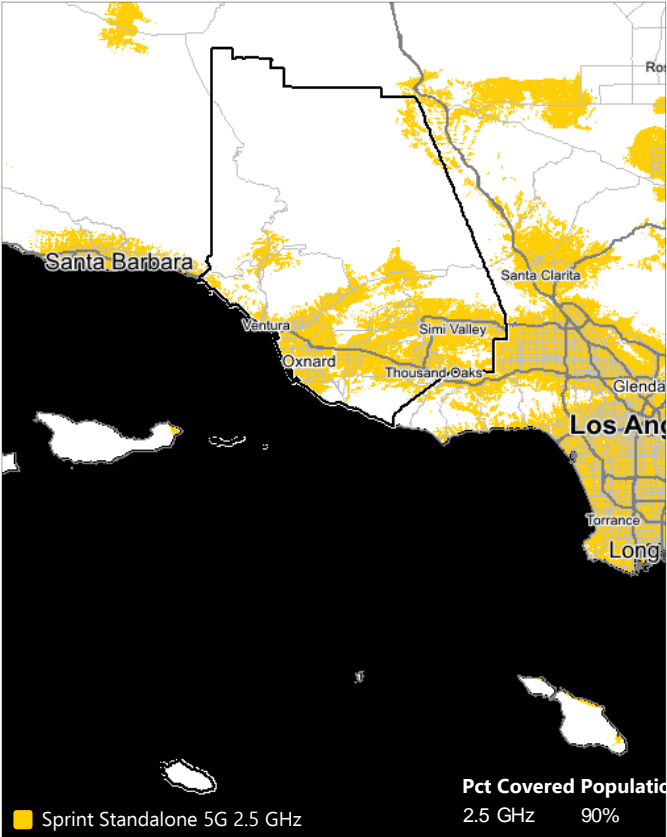 Ros
Santa Barbara
Santa Clarita
Ventura
Simi Valley
Oxnard
Thousand Oaks
Glenda
Los Ang
Torrance
Long
Pct Covered Populatio
Sprint Standalone 5G 2.5 GHz
2.5 GHz 90%